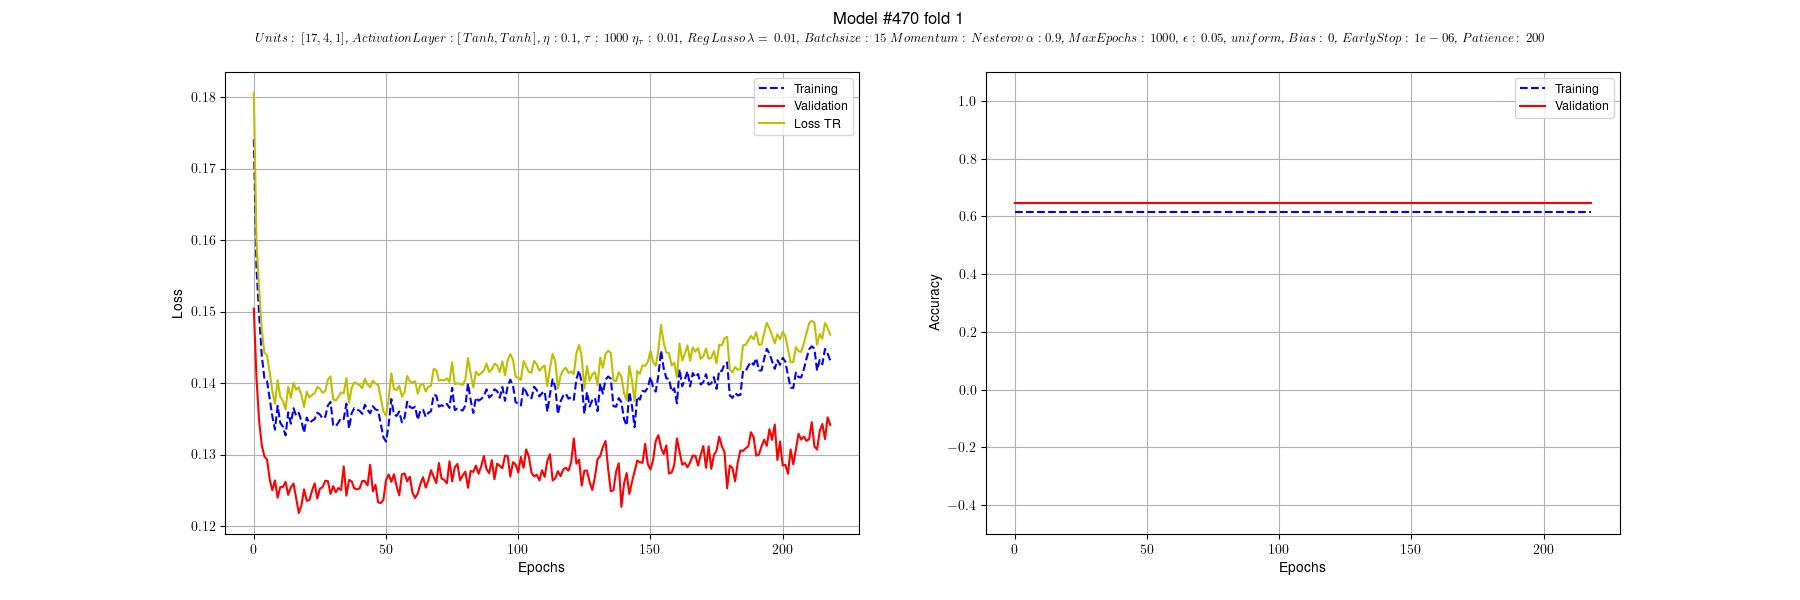 Model #470 fold 1
Units : [17, 4, 1], ActivationLayer : [Tanh, Tanh], η : 0.1, τ : 1000 ητ : 0.01, RegLasso λ = 0.01, Batchsize : 15 Momentum : Nesterov α : 0.9, MaxEpochs : 1000, ϵ : 0.05, uniform, Bias : 0, EarlyStop : 1e − 06, Patience : 200
Training
Validation
Loss TR
0.18
0.17
0.16
0.15
0.14
0.13
0.12
Loss
0
50
100
150
200
Epochs
Training
Validation
1.0
0.8
0.6
0.4
0.2
0.0
−0.2
−0.4
Accuracy
0
50
100
150
200
Epochs